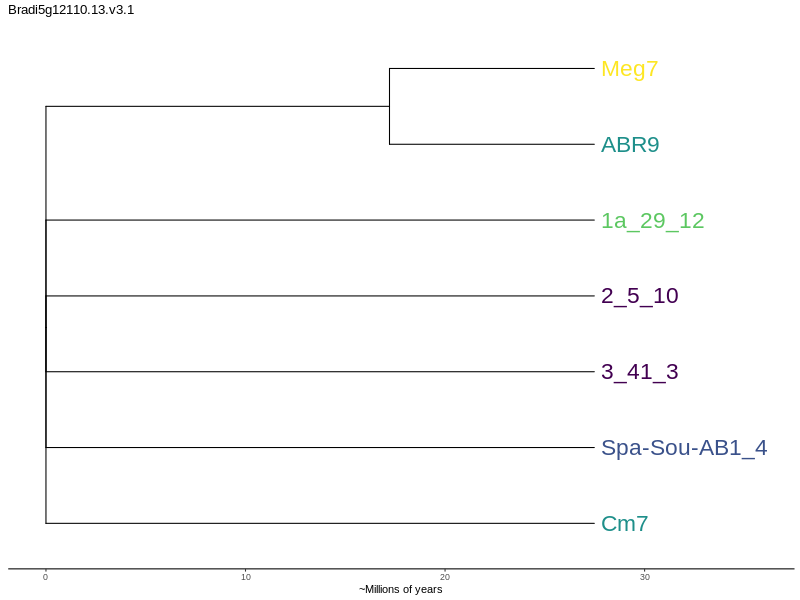 Bradi5g12110.13.v3.1
Meg7
ABR9
1a_29_12
2_5_10
3_41_3
Spa-Sou-AB1_4
Cm7
0 10 20 30
~Millions of years